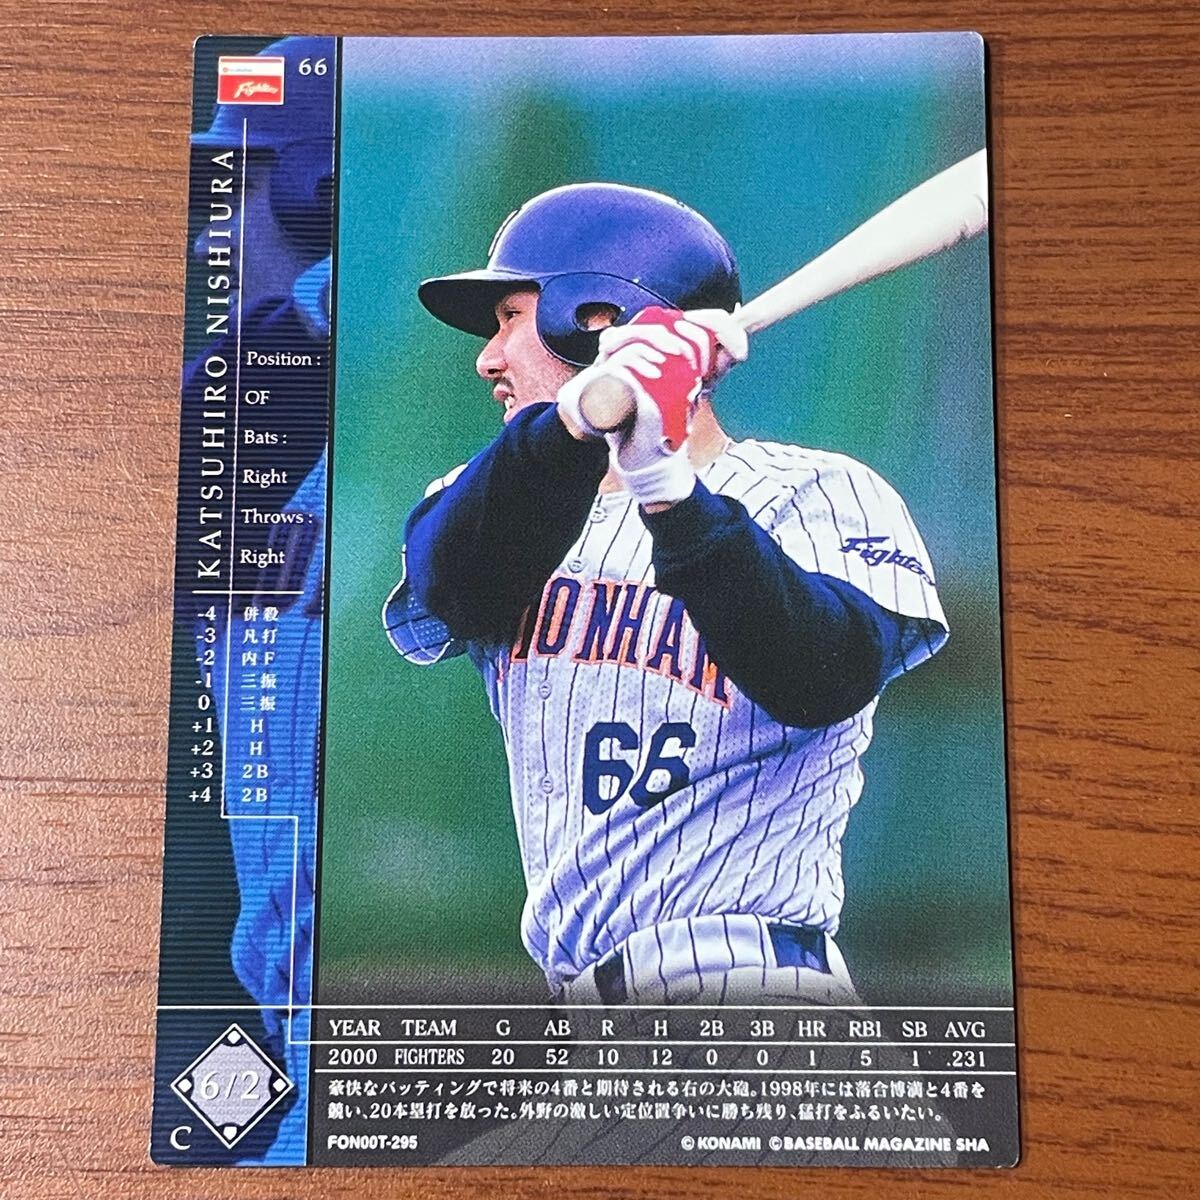 Fighters
66
KATSUHIRO NISHIURA
Position :
OF
Bats :
Right
Throws :
Right
-4 併殺
-3 凡打
-2 内F
-1 三振
0 三振
+1 H
+2 H
+3 2B
+4 2B
6/2
C
Fighters
NIONHAM
66
YEAR TEAM G AB R H 2B 3B HR RBI SB AVG
2000 FIGHTERS 20 52 10 12 0 0 1 5 1 .231
豪快なバッティングで将来の4番と期待される右の大砲。1998年には落合博満と4番を
競い、20本塁打を放った。外野の激しい定位置争いに勝ち残り、猛打をふるいたい。
FON00T-295
©KONAMI ©BASEBALL MAGAZINE SHA